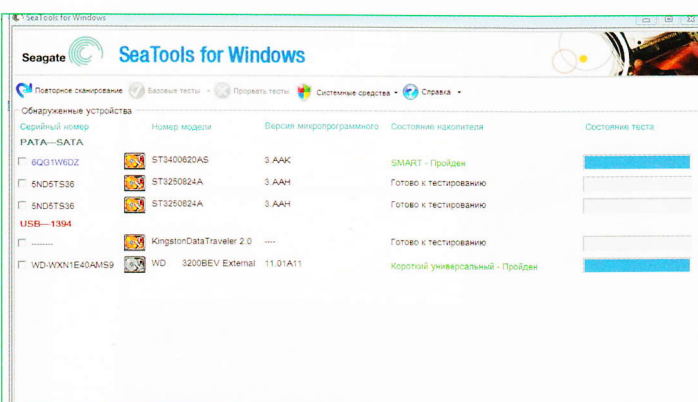 SeaTools for Windows
Seagate SeaTools for Windows
Повторное сканирование Базовые тесты Прервать тесты Системные средства Справка
Обнаруженные устройства
Серийный номер Номер модели Версия микропрограммного Состояние накопителя Состояние теста
PATA—SATA
6QG1W6DZ ST3400620AS 3.AAK SMART - Пройден
5ND5TS36 ST3250824A 3.AAH Готово к тестированию
5ND5TS36 ST3250824A 3.AAH Готово к тестированию
USB—1394
-------- KingstonDataTraveler 2.0 ---- Готово к тестированию
WD-WXN1E40AMS9 WD 3200BEV External 11.01A11 Короткий универсальный - Пройден